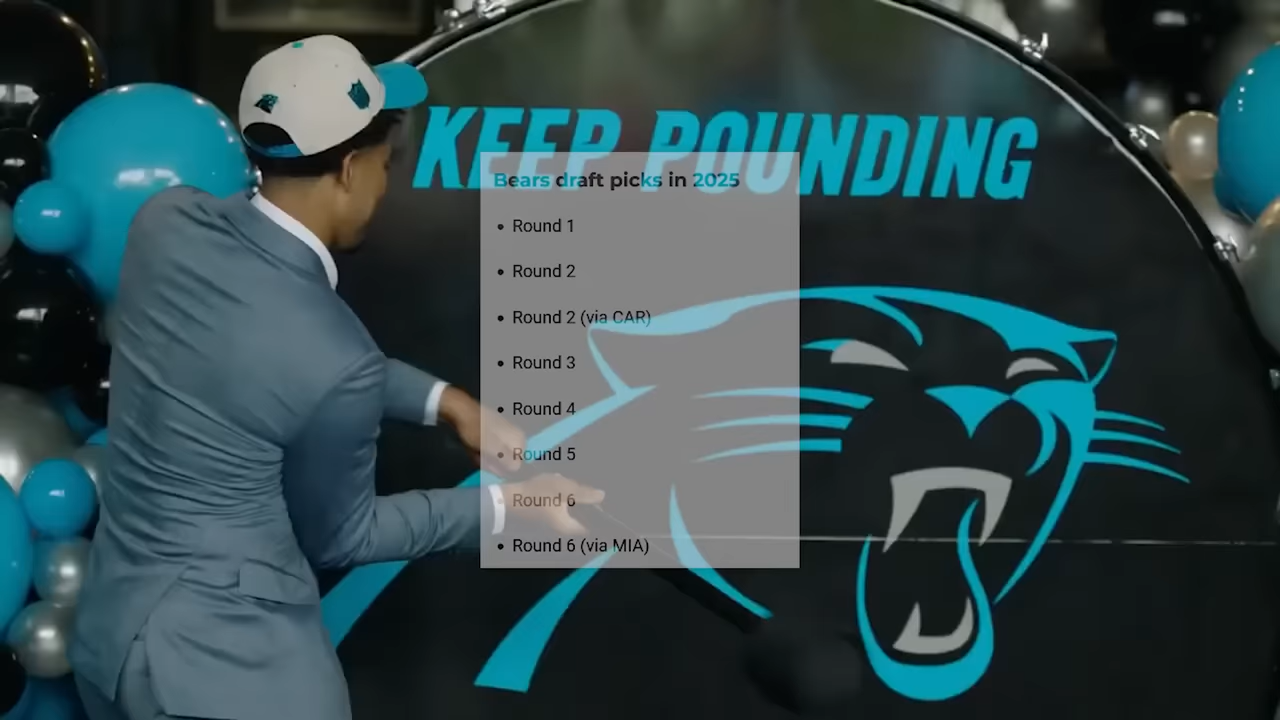 KEEP POUNDING
Bears draft picks in 2025
• Round 1
• Round 2
• Round 2 (via CAR)
• Round 3
• Round 4
• Round 5
• Round 6
• Round 6 (via MIA)